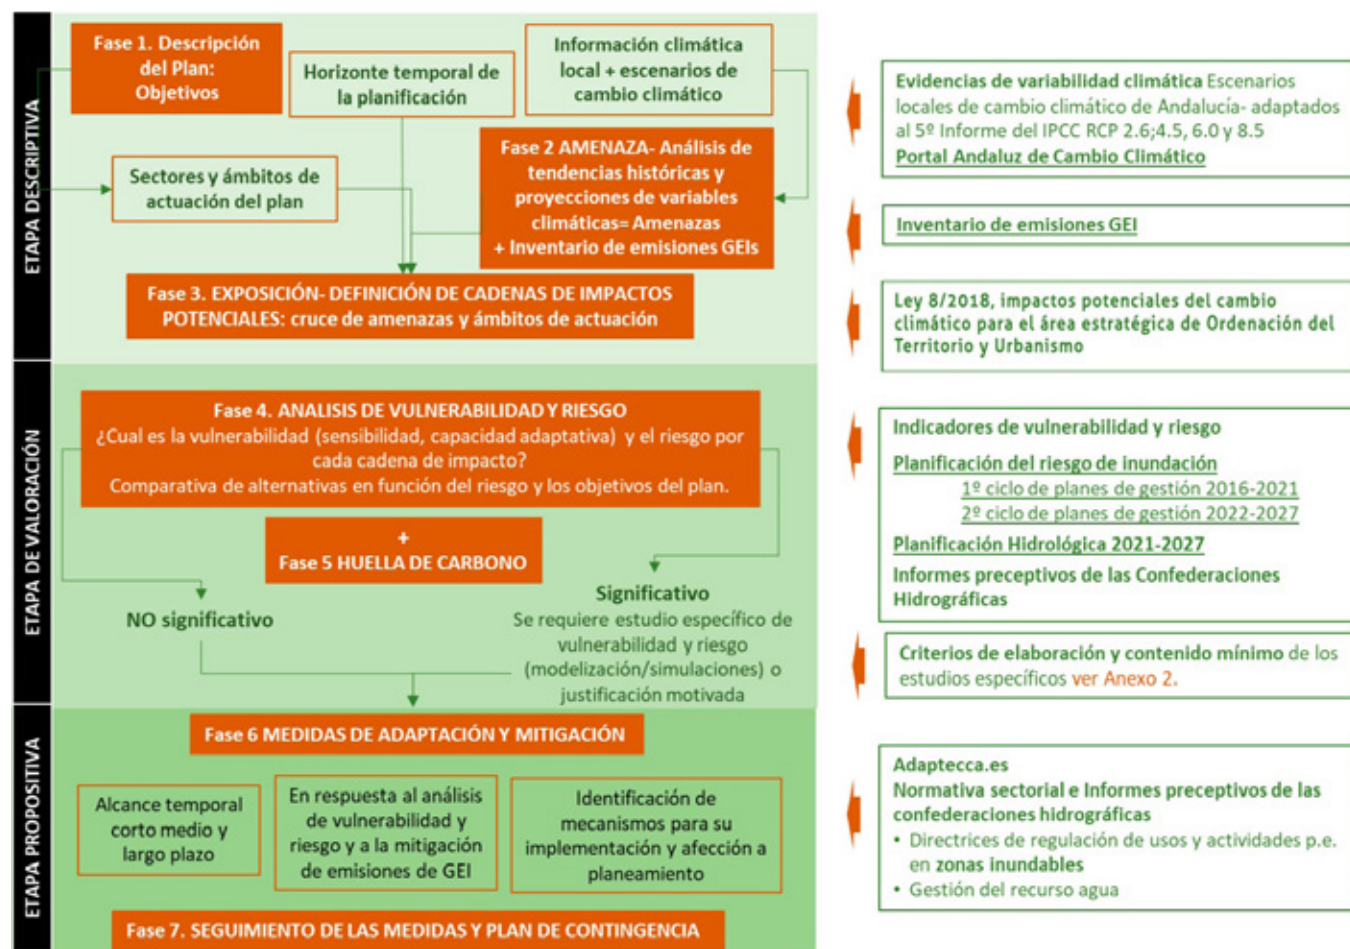 ETAPA DESCRIPTIVA
Fase 1. Descripción
del Plan:
Objetivos
Horizonte temporal de
la planificación
Información climática
local + escenarios de
cambio climático
Sectores y ámbitos de
actuación del plan
Fase 2 AMENAZA- Análisis de
tendencias históricas y
proyecciones de variables
climáticas= Amenazas
+ Inventario de emisiones GEIs
Fase 3. EXPOSICIÓN- DEFINICIÓN DE CADENAS DE IMPACTOS
POTENCIALES: cruce de amenazas y ámbitos de actuación
Evidencias de variabilidad climática Escenarios
locales de cambio climático de Andalucía- adaptados
al 5º Informe del IPCC RCP 2.6;4.5, 6.0 y 8.5
Portal Andaluz de Cambio Climático
Inventario de emisiones GEI
Ley 8/2018, impactos potenciales del cambio
climático para el área estratégica de Ordenación del
Territorio y Urbanismo
ETAPA DE VALORACIÓN
Fase 4. ANALISIS DE VULNERABILIDAD Y RIESGO
¿Cual es la vulnerabilidad (sensibilidad, capacidad adaptativa) y el riesgo por
cada cadena de impacto?
Comparativa de alternativas en función del riesgo y los objetivos del plan.
+
Fase 5 HUELLA DE CARBONO
NO significativo
Significativo
Se requiere estudio específico de
vulnerabilidad y riesgo
(modelización/simulaciones) o
justificación motivada
Indicadores de vulnerabilidad y riesgo
Planificación del riesgo de inundación
1º ciclo de planes de gestión 2016-2021
2º ciclo de planes de gestión 2022-2027
Planificación Hidrológica 2021-2027
Informes preceptivos de las Confederaciones
Hidrográficas
Criterios de elaboración y contenido mínimo de los
estudios específicos ver Anexo 2.
ETAPA PROPOSITIVA
Fase 6 MEDIDAS DE ADAPTACIÓN Y MITIGACIÓN
Alcance temporal
corto medio y
largo plazo
En respuesta al análisis
de vulnerabilidad y
riesgo y a la mitigación
de emisiones de GEI
Identificación de
mecanismos para su
implementación y afección a
planeamiento
Fase 7. SEGUIMIENTO DE LAS MEDIDAS Y PLAN DE CONTINGENCIA
Adaptecca.es
Normativa sectorial e Informes preceptivos de las
confederaciones hidrográficas
• Directrices de regulación de usos y actividades p.e.
en zonas inundables
• Gestión del recurso agua